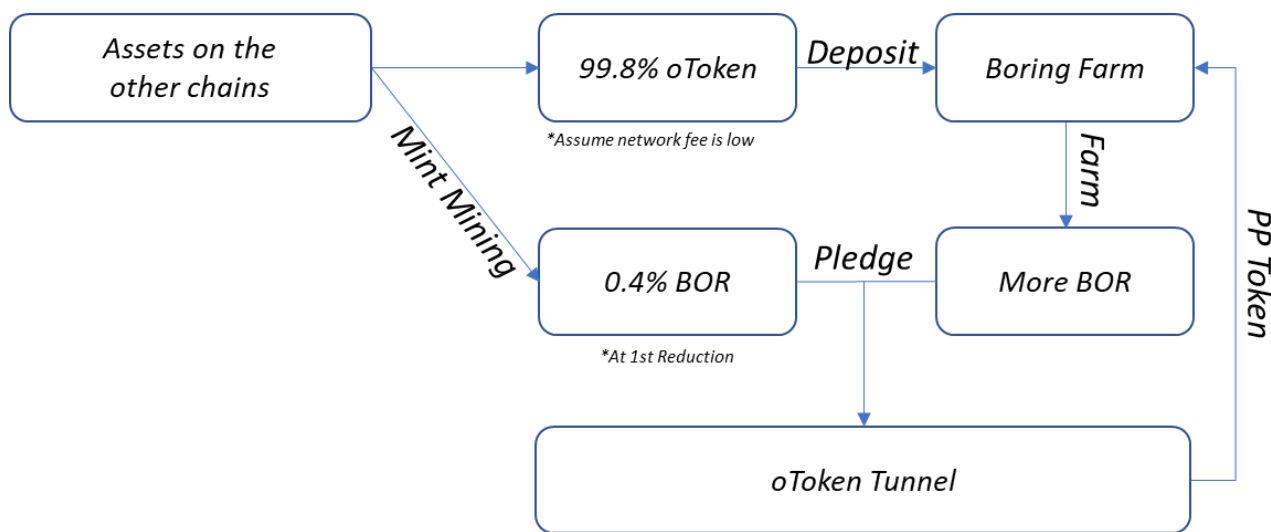 Assets on the
other chains
99.8% oToken
Deposit
Boring Farm
*Assume network fee is low
Mint Mining
Farm
PP Token
0.4% BOR
Pledge
More BOR
*At 1st Reduction
oToken Tunnel